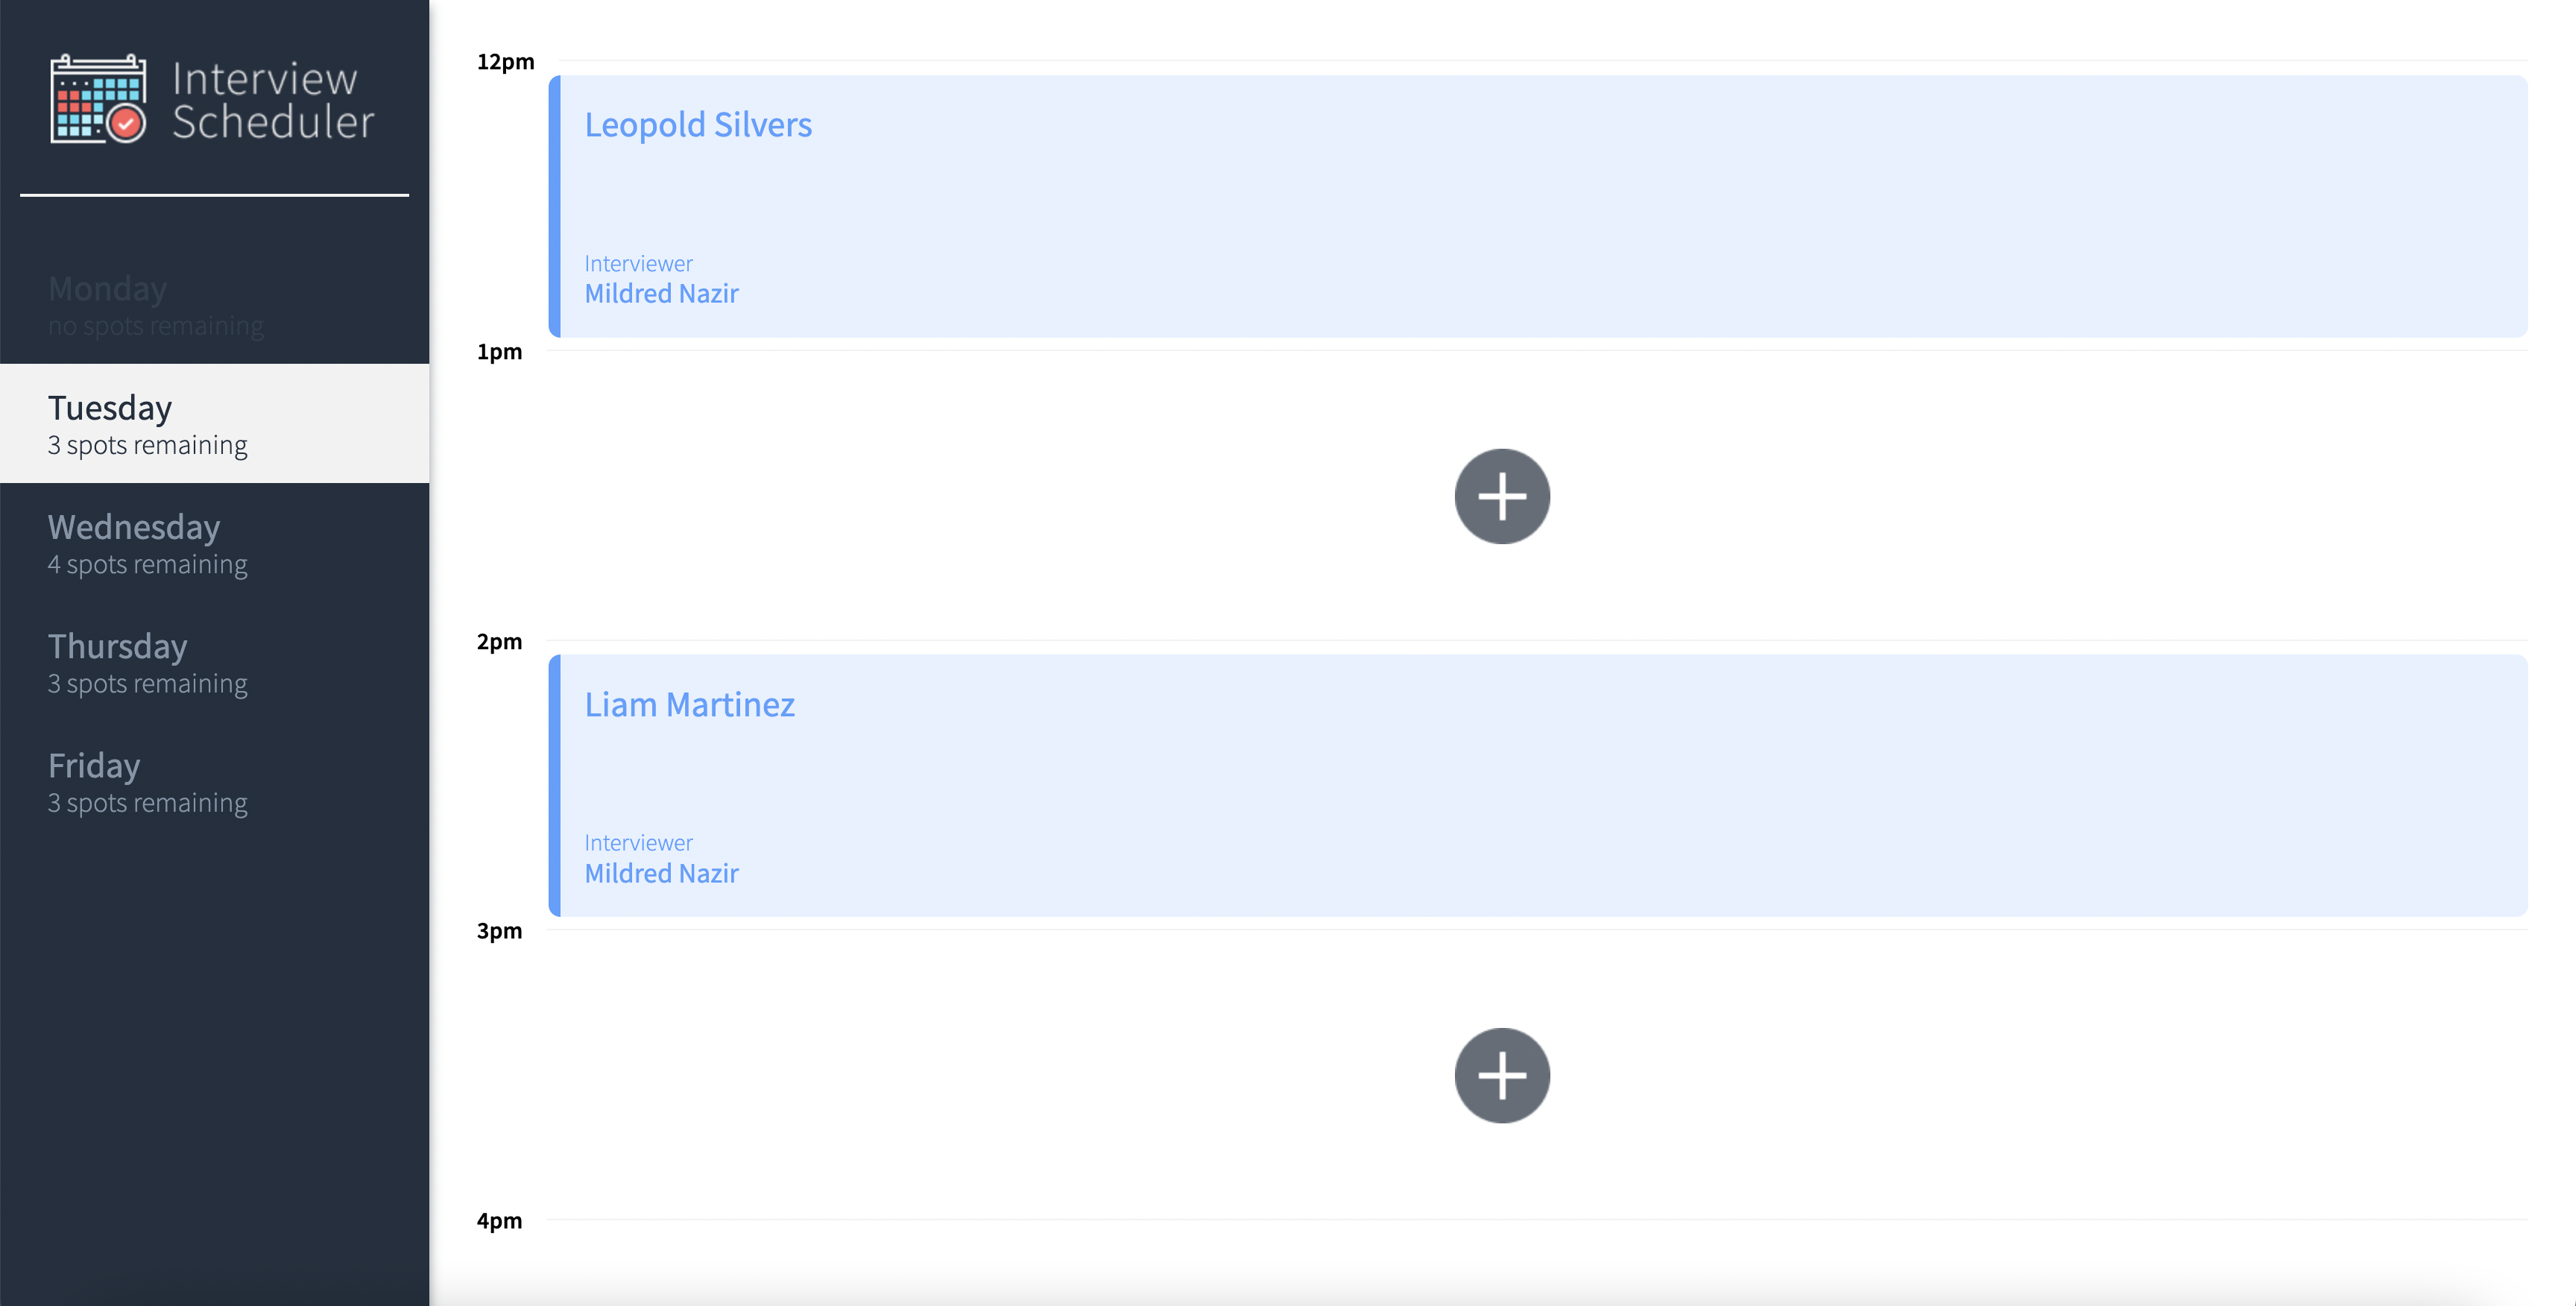 Interview
Scheduler
Monday
no spots remaining
Tuesday
3 spots remaining
Wednesday
4 spots remaining
Thursday
3 spots remaining
Friday
3 spots remaining
12pm
Leopold Silvers
Interviewer
Mildred Nazir
1pm
2pm
Liam Martinez
Interviewer
Mildred Nazir
3pm
4pm